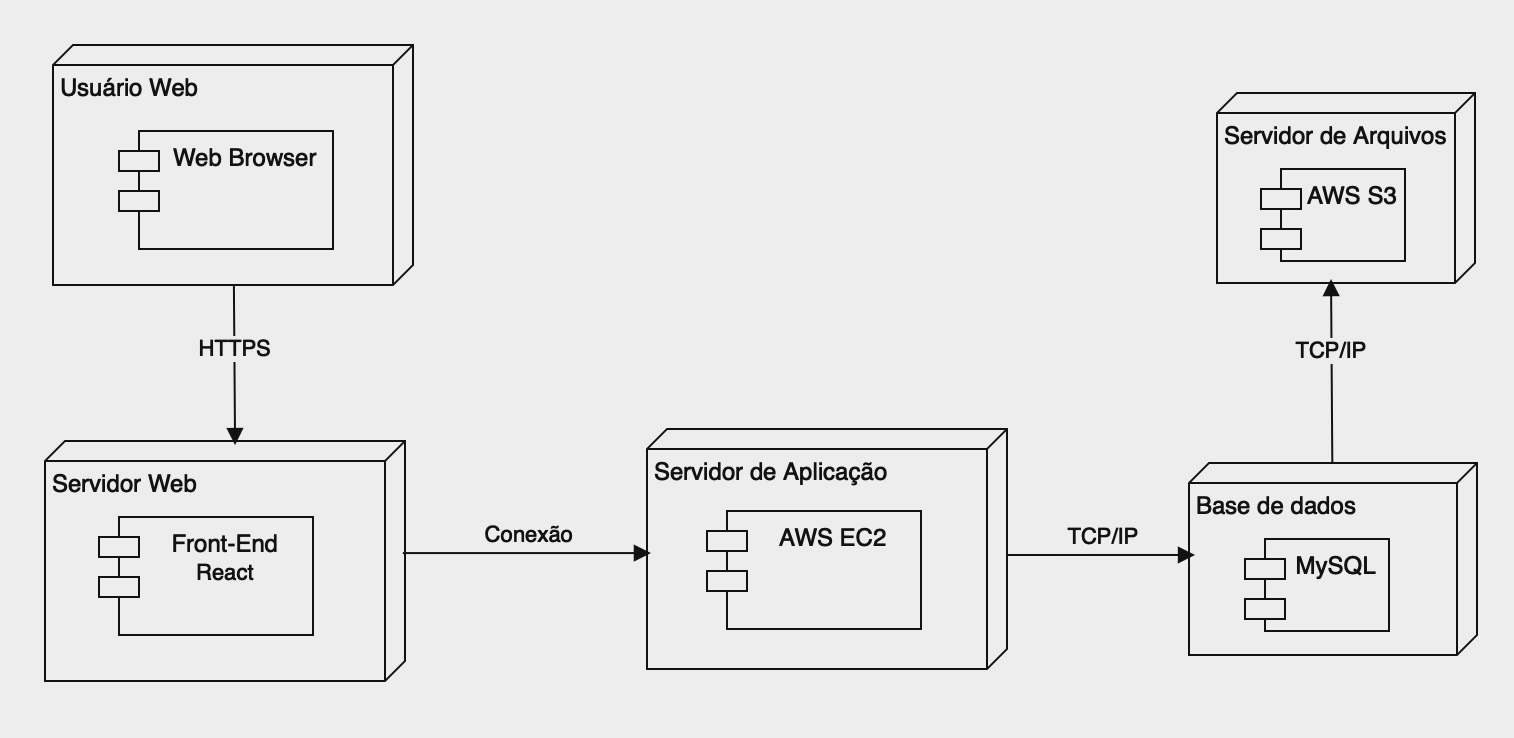 Usuário Web
Web Browser
HTTPS
Servidor Web
Front-End
React
Conexão
Servidor de Aplicação
AWS EC2
TCP/IP
Base de dados
MySQL
TCP/IP
Servidor de Arquivos
AWS S3